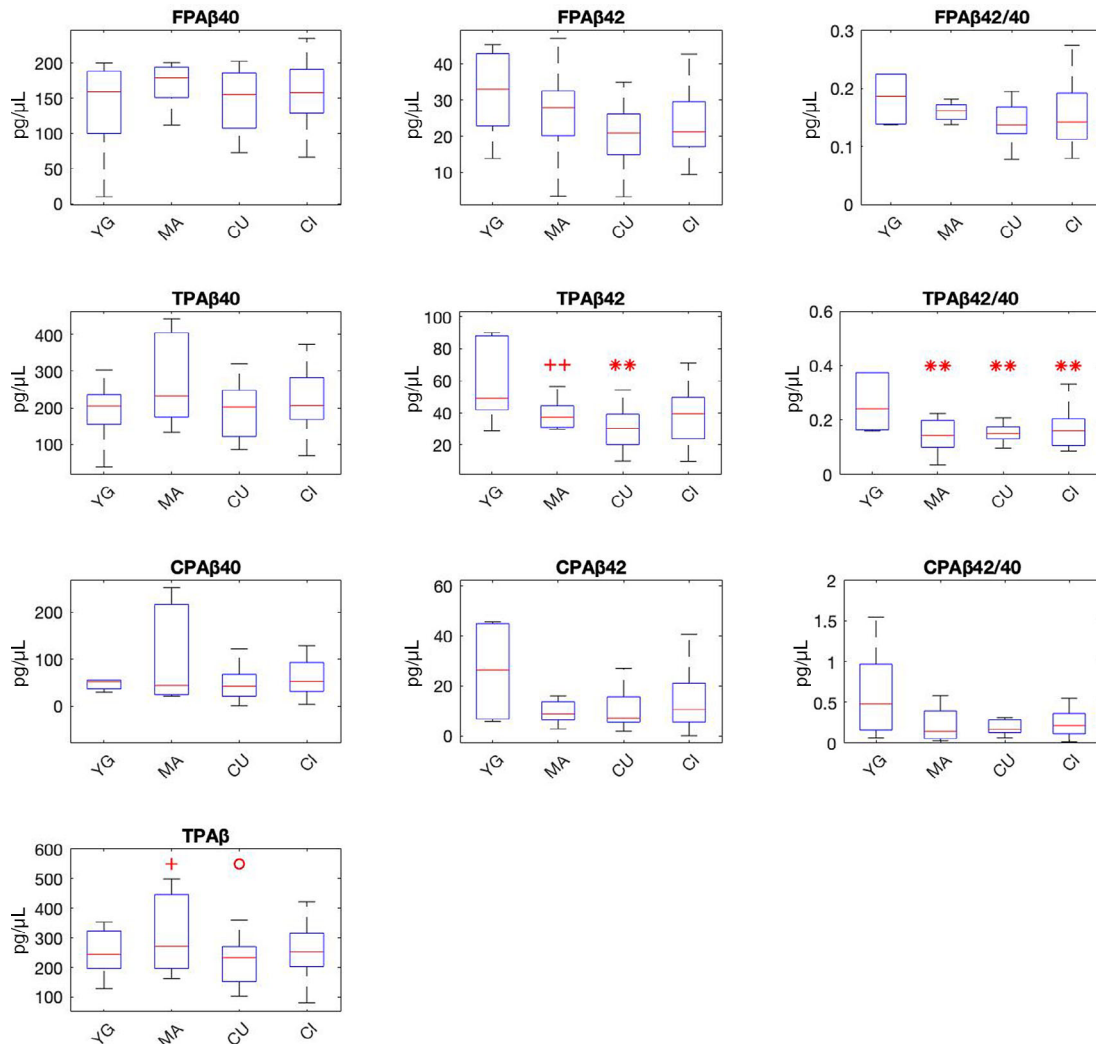 FPAβ40 FPAβ42 FPAβ42/40
pg/µL
200
150
100
50
0
YG MA CU CI
40
30
20
10
YG MA CU CI
0.3
0.2
0.1
0
YG MA CU CI
TPAβ40 TPAβ42 TPAβ42/40
pg/µL
400
300
200
100
YG MA CU CI
pg/µL
100
80
60
40
20
++ **
YG MA CU CI
pg/µL
0.6
0.4
0.2
0
** ** **
YG MA CU CI
CPAβ40 CPAβ42 CPAβ42/40
pg/µL
200
100
0
YG MA CU CI
pg/µL
60
40
20
0
YG MA CU CI
pg/µL
2
1.5
1
0.5
0
YG MA CU CI
TPAβ
pg/µL
600
500
400
300
200
100
+ o
YG MA CU CI